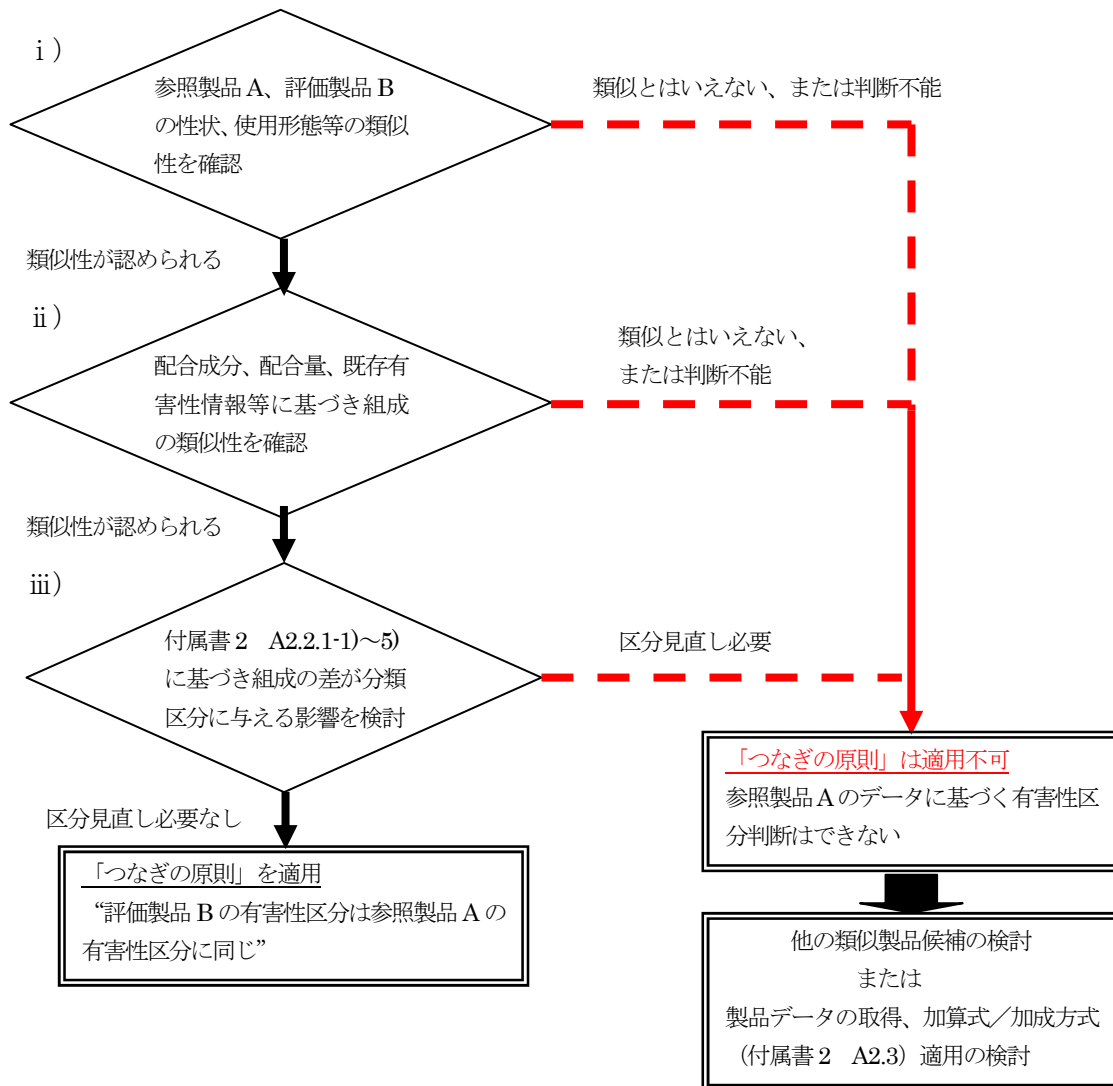 ⅰ）
参照製品 A、評価製品 B
の性状、使用形態等の類似
性を確認
類似とはいえない、または判断不能
類似性が認められる
ⅱ）
配合成分、配合量、既存有
害性情報等に基づき組成
の類似性を確認
類似とはいえない、
または判断不能
類似性が認められる
ⅲ）
付属書 2　A2.2.1-1)～5)
に基づき組成の差が分類
区分に与える影響を検討
区分見直し必要
区分見直し必要なし
「つなぎの原則」は適用不可
参照製品 A のデータに基づく有害性区
分判断はできない
「つなぎの原則」を適用
“評価製品 B の有害性区分は参照製品 A の
有害性区分に同じ”
他の類似製品候補の検討
または
製品データの取得、加算式／加成方式
（付属書 2　A2.3）適用の検討